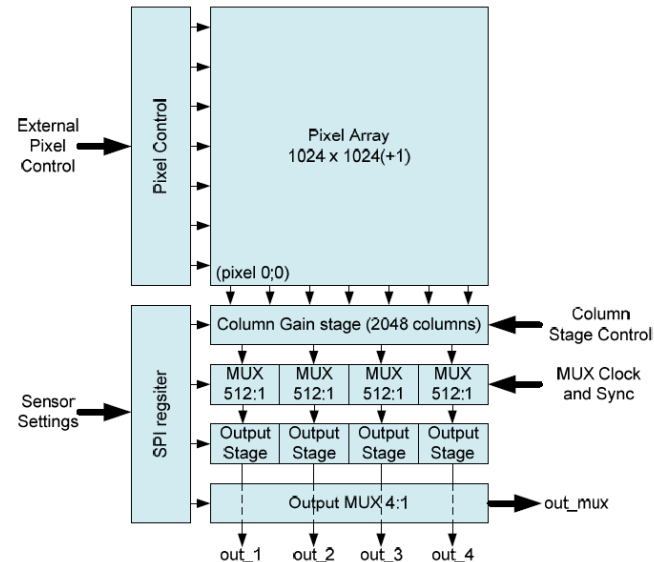 External
Pixel
Control
Pixel Control
Pixel Array
1024 x 1024(+1)
(pixel 0;0)
Column Gain stage (2048 columns)
Column
Stage Control
MUX
512:1
MUX
512:1
MUX
512:1
MUX
512:1
MUX Clock
and Sync
Sensor
Settings
SPI regsiter
Output
Stage
Output
Stage
Output
Stage
Output
Stage
Output MUX 4:1
out_mux
out_1
out_2
out_3
out_4